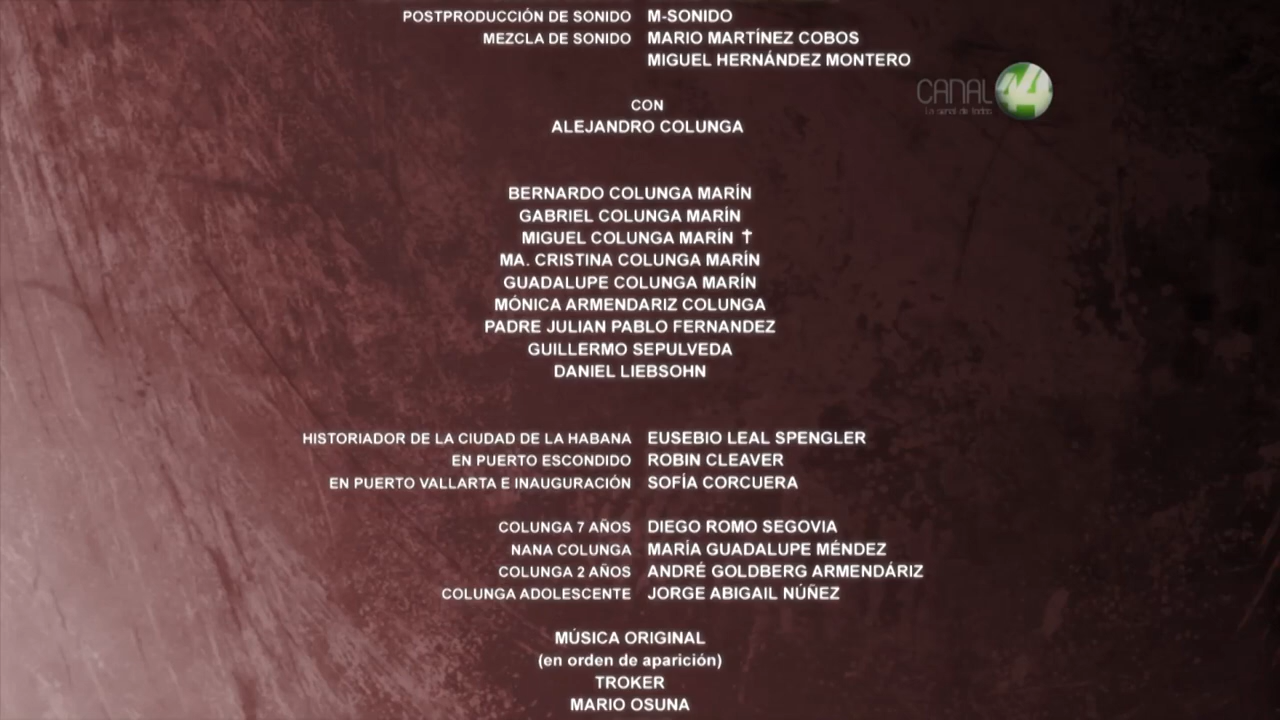 POSTPRODUCCIÓN DE SONIDO M-SONIDO
MEZCLA DE SONIDO MARIO MARTÍNEZ COBOS
MIGUEL HERNÁNDEZ MONTERO
CANAL 44
La señal de todos
CON
ALEJANDRO COLUNGA
BERNARDO COLUNGA MARÍN
GABRIEL COLUNGA MARÍN
MIGUEL COLUNGA MARÍN ✝
MA. CRISTINA COLUNGA MARÍN
GUADALUPE COLUNGA MARÍN
MÓNICA ARMENDARIZ COLUNGA
PADRE JULIAN PABLO FERNANDEZ
GUILLERMO SEPULVEDA
DANIEL LIEBSOHN
HISTORIADOR DE LA CIUDAD DE LA HABANA EUSEBIO LEAL SPENGLER
EN PUERTO ESCONDIDO ROBIN CLEAVER
EN PUERTO VALLARTA E INAUGURACIÓN SOFÍA CORCUERA
COLUNGA 7 AÑOS DIEGO ROMO SEGOVIA
NANA COLUNGA MARÍA GUADALUPE MÉNDEZ
COLUNGA 2 AÑOS ANDRÉ GOLDBERG ARMENDÁRIZ
COLUNGA ADOLESCENTE JORGE ABIGAIL NÚÑEZ
MÚSICA ORIGINAL
(en orden de aparición)
TROKER
MARIO OSUNA